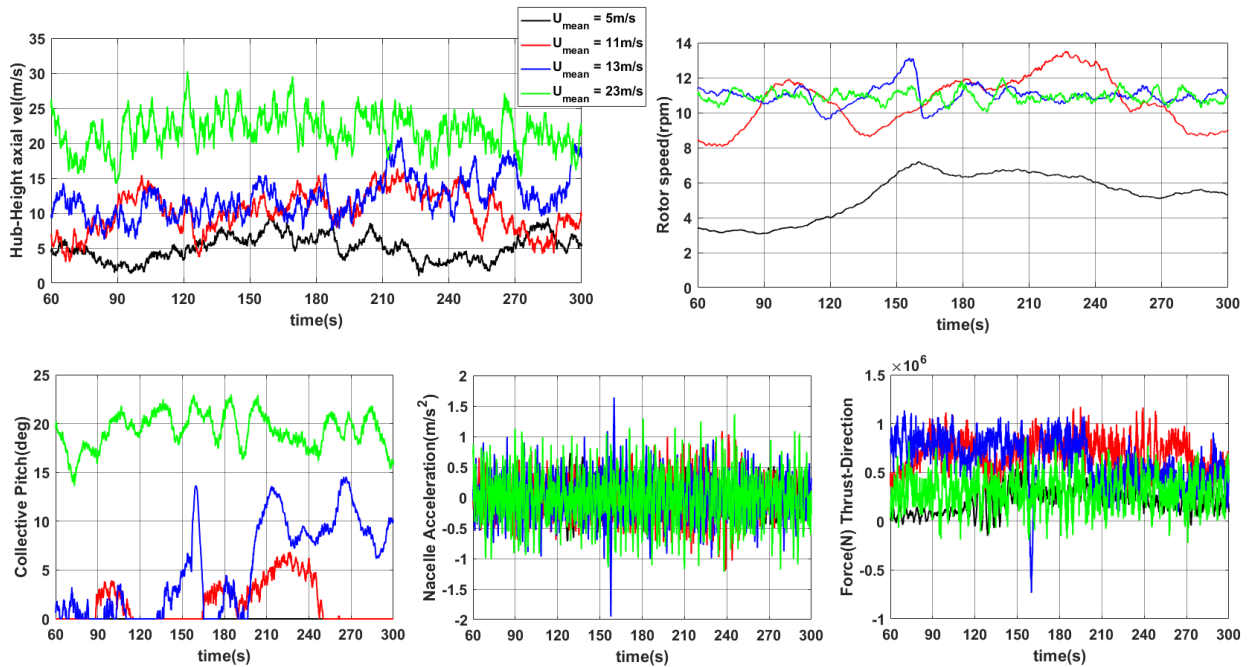 U mean = 5m/s
U mean = 11m/s
U mean = 13m/s
U mean = 23m/s
Hub-Height axial vel(m/s)
35
30
25
20
15
10
5
0
60 90 120 150 180 210 240 270 300
time(s)
Rotor speed(rpm)
14
12
10
8
6
4
2
0
60 90 120 150 180 210 240 270 300
time(s)
Collective Pitch(deg)
25
20
15
10
5
0
60 90 120 150 180 210 240 270 300
time(s)
Nacelle Acceleration(m/s²)
2
1.5
1
0.5
0
-0.5
-1
-1.5
-2
60 90 120 150 180 210 240 270 300
time(s)
Force(N) Thrust-Direction
×10⁶
1.5
1
0.5
0
-0.5
-1
60 90 120 150 180 210 240 270 300
time(s)